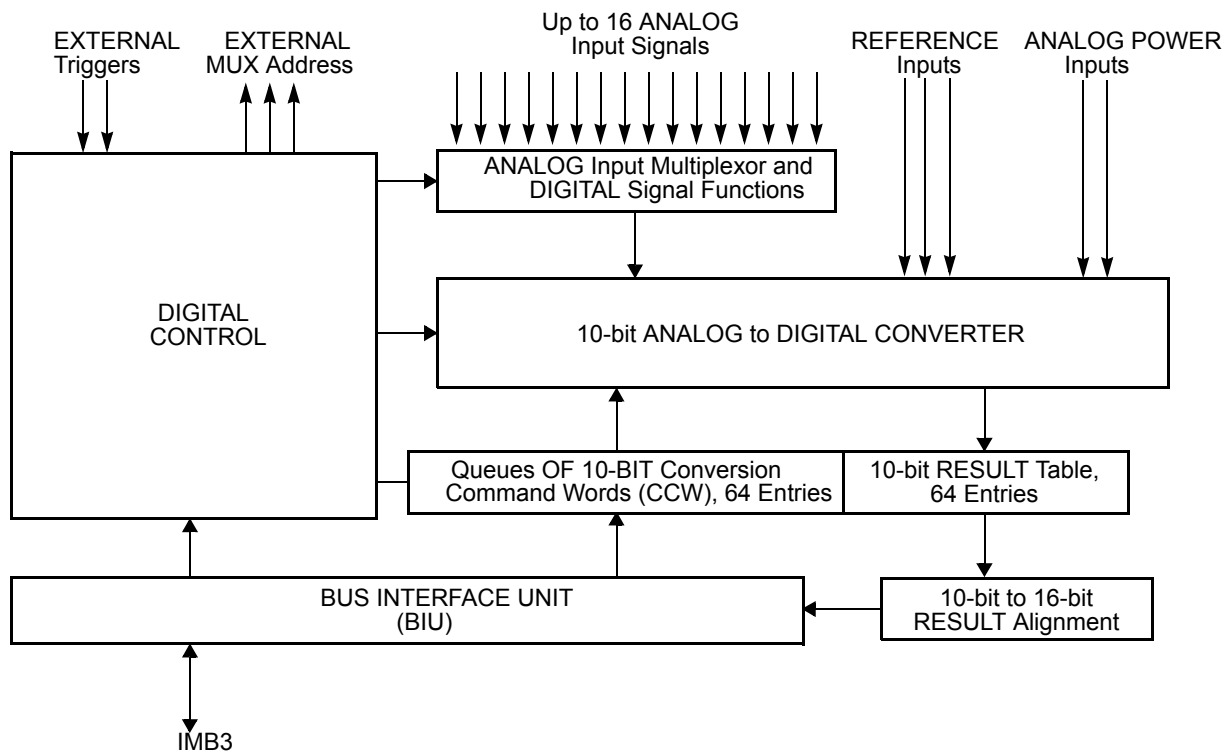 EXTERNAL
Triggers
EXTERNAL
MUX Address
Up to 16 ANALOG
Input Signals
REFERENCE
Inputs
ANALOG POWER
Inputs
ANALOG Input Multiplexor and
DIGITAL Signal Functions
DIGITAL
CONTROL
10-bit ANALOG to DIGITAL CONVERTER
Queues OF 10-BIT Conversion
Command Words (CCW), 64 Entries
10-bit RESULT Table,
64 Entries
BUS INTERFACE UNIT
(BIU)
10-bit to 16-bit
RESULT Alignment
IMB3